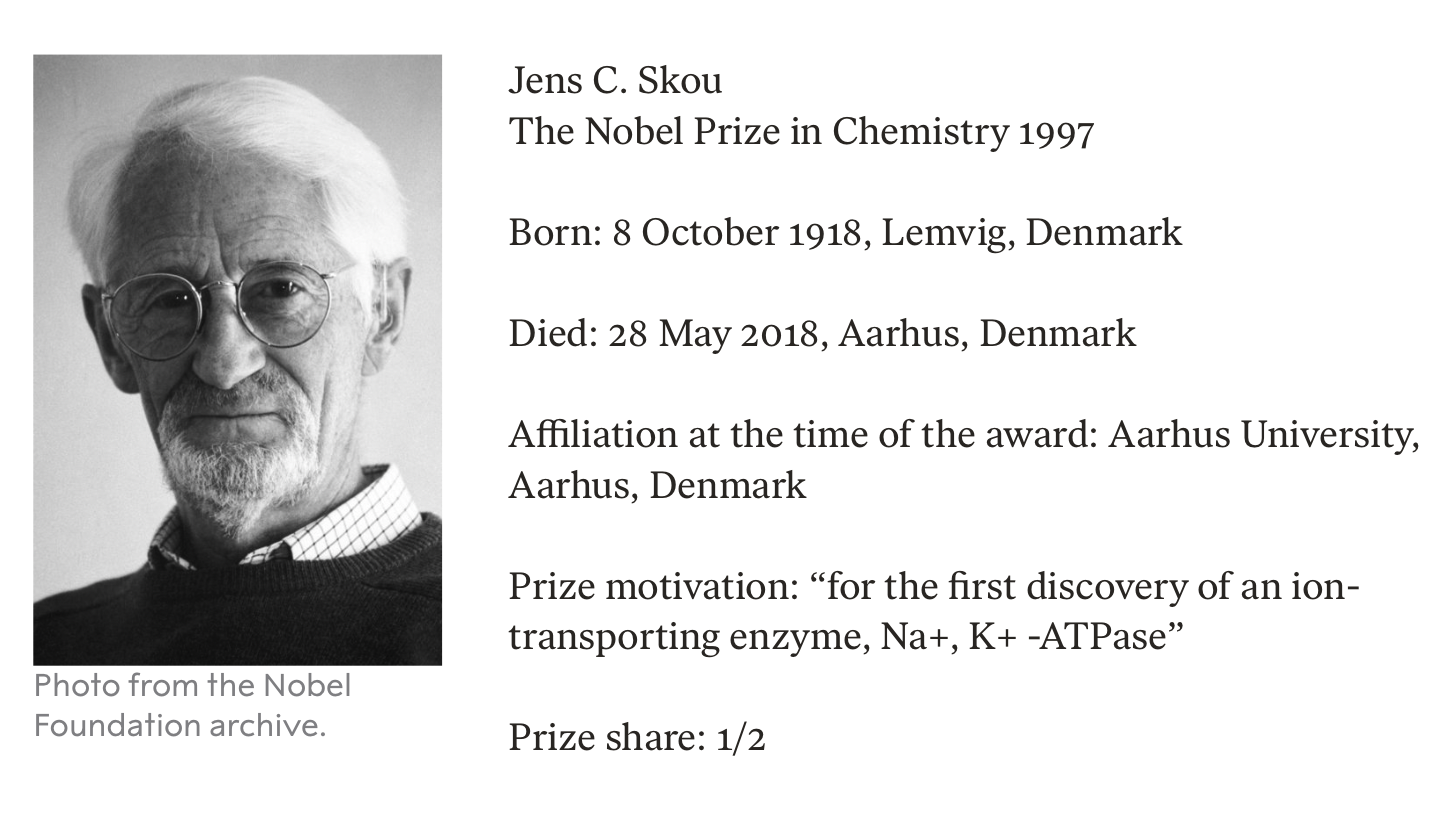 Jens C. Skou
The Nobel Prize in Chemistry 1997
Born: 8 October 1918, Lemvig, Denmark
Died: 28 May 2018, Aarhus, Denmark
Affiliation at the time of the award: Aarhus University,
Aarhus, Denmark
Prize motivation: “for the first discovery of an ion-
transporting enzyme, Na+, K+ -ATPase”
Prize share: 1/2
Photo from the Nobel
Foundation archive.